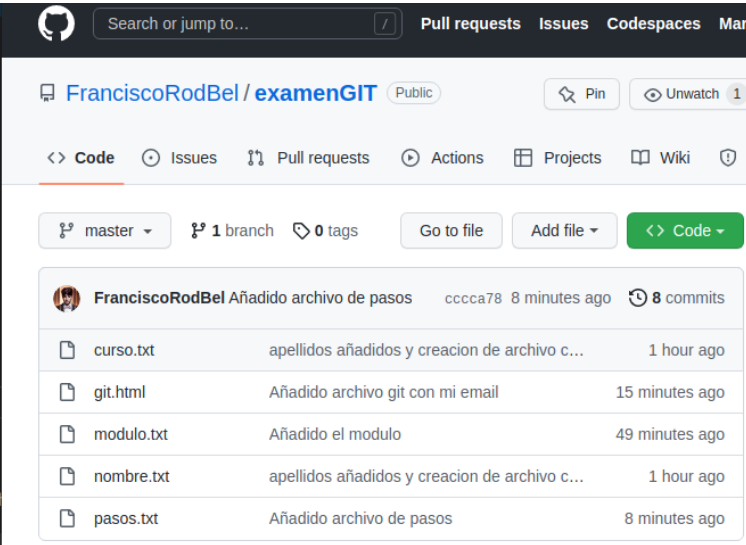 Search or jump to… / Pull requests Issues Codespaces Mar
FranciscoRodBel / examenGIT Public Pin Unwatch 1
Code Issues Pull requests Actions Projects Wiki
master 1 branch 0 tags Go to file Add file Code
FranciscoRodBel Añadido archivo de pasos cccca78 8 minutes ago 8 commits
curso.txt apellidos añadidos y creacion de archivo c… 1 hour ago
git.html Añadido archivo git con mi email 15 minutes ago
modulo.txt Añadido el modulo 49 minutes ago
nombre.txt apellidos añadidos y creacion de archivo c… 1 hour ago
pasos.txt Añadido archivo de pasos 8 minutes ago